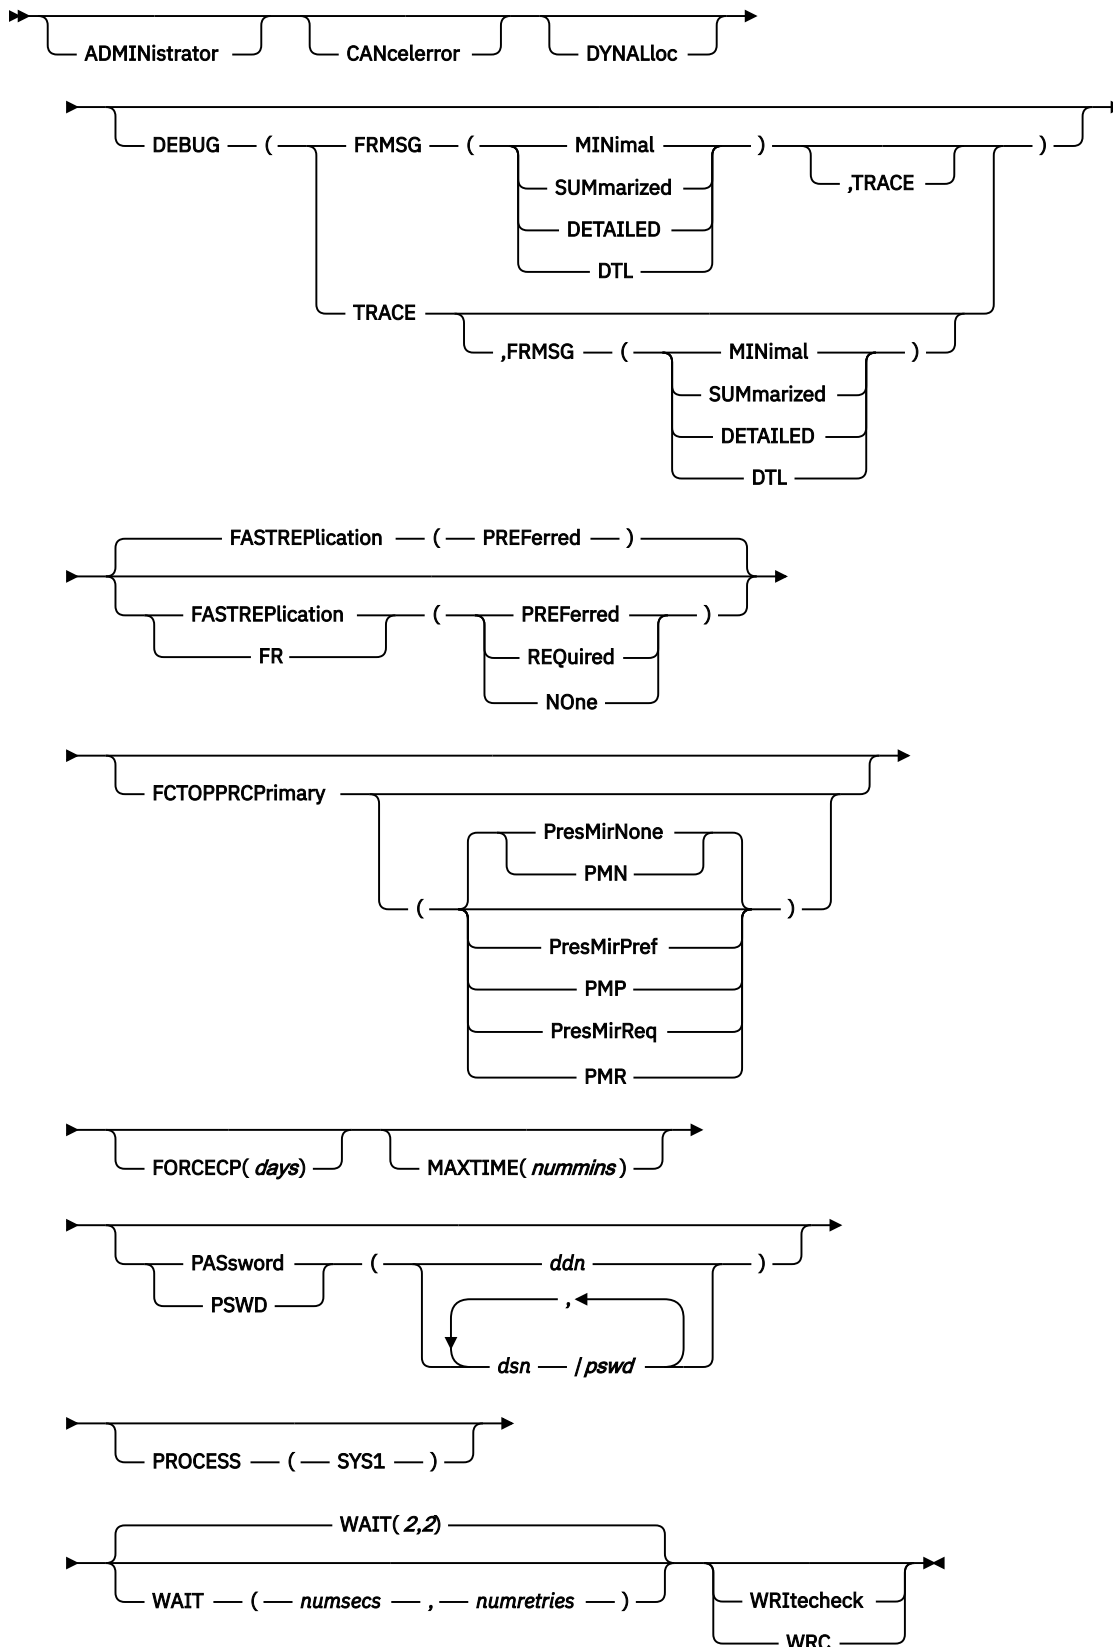 ADMINistrator CANcelerror DYNALloc
DEBUG ( FRMSG ( MINimal ) )
SUMmarized ,TRACE
DETAILED
DTL
TRACE
,FRMSG ( MINimal )
SUMmarized
DETAILED
DTL
FASTREPlication ( PREFerred )
FASTREPlication ( PREFerred )
FR REQuired
NOne
FCTOPPRCPrimary
PresMirNone
PMN
( )
PresMirPref
PMP
PresMirReq
PMR
FORCECP(days) MAXTIME(nummins)
PASsword ( ddn )
PSWD ,
dsn /pswd
PROCESS ( SYS1 )
WAIT(2,2)
WAIT ( numsecs , numretries ) WRItecheck
WRC